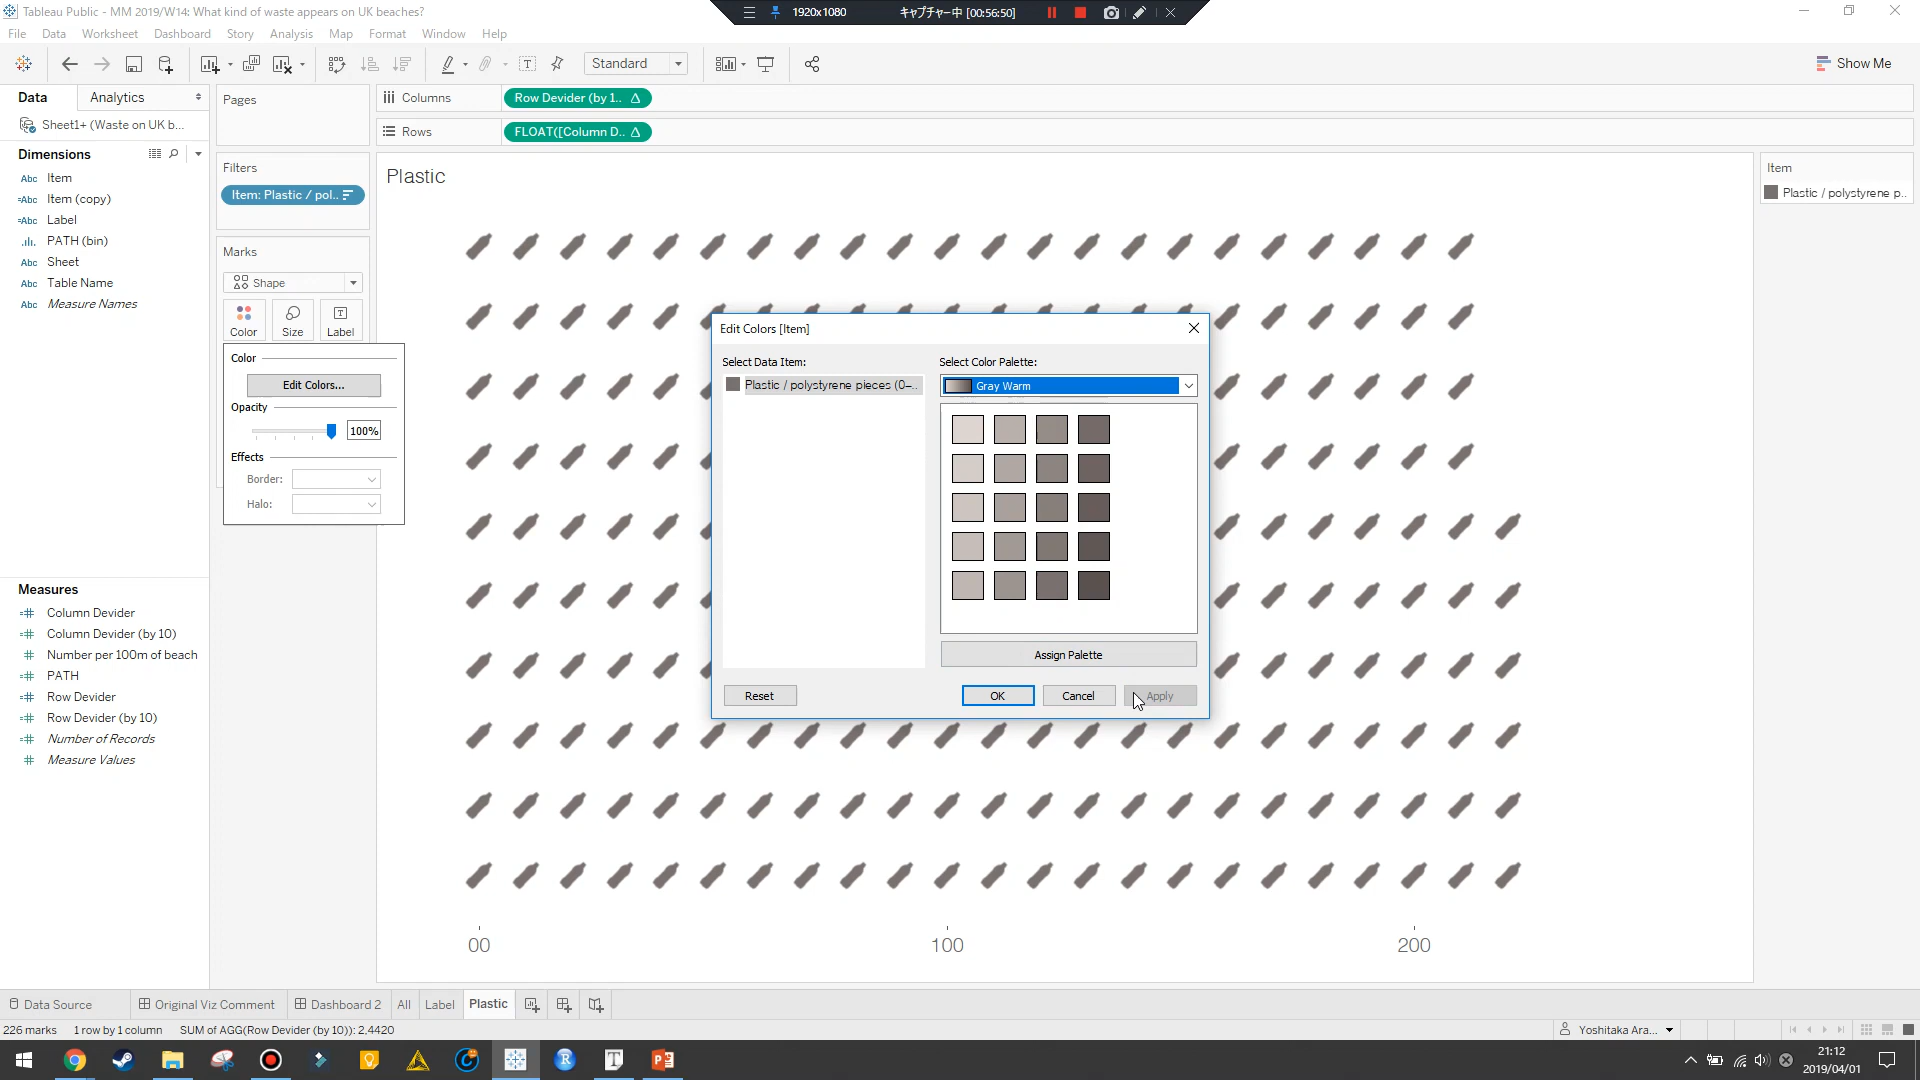 Tableau Public - MM 2019/W14: What kind of waste appears on UK beaches?
1920x1080
キャプチャー中 [00:56:50]
File Data Worksheet Dashboard Story Analysis Map Format Window Help
Standard
Show Me
Data
Analytics
Pages
Columns
Row Devider (by 1..
Sheet1+ (Waste on UK b...
Rows
FLOAT([Column D..
Dimensions
Filters
Plastic
Item
Abc Item
Item: Plastic / pol..
Plastic / polystyrene p..
=Abc Item (copy)
=Abc Label
PATH (bin)
Abc Sheet
Abc Table Name
Abc Measure Names
Marks
Shape
Color
Size
Label
Color
Edit Colors...
Opacity
100%
Effects
Border:
Halo:
Edit Colors [Item]
Select Data Item:
Select Color Palette:
Plastic / polystyrene pieces (0–..
Gray Warm
Assign Palette
Reset
OK
Cancel
Apply
Measures
Column Devider
Column Devider (by 10)
Number per 100m of beach
PATH
Row Devider
Row Devider (by 10)
Number of Records
Measure Values
00
100
200
Data Source
Original Viz Comment
Dashboard 2
All
Label
Plastic
226 marks
1 row by 1 column
SUM of AGG(Row Devider (by 10)): 2,4420
Yoshitaka Ara...
21:12
2019/04/01